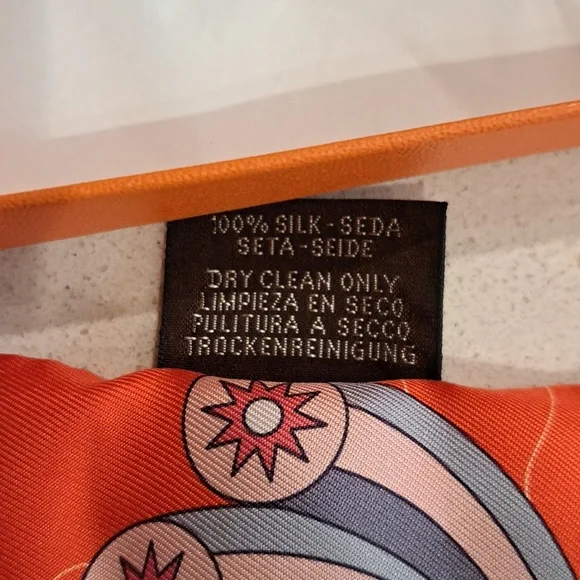 100% SILK - SEDA
SETA - SEIDE
DRY CLEAN ONLY
LIMPIEZA EN SECO
PULITURA A SECCO
TROCKENREINIGUNG